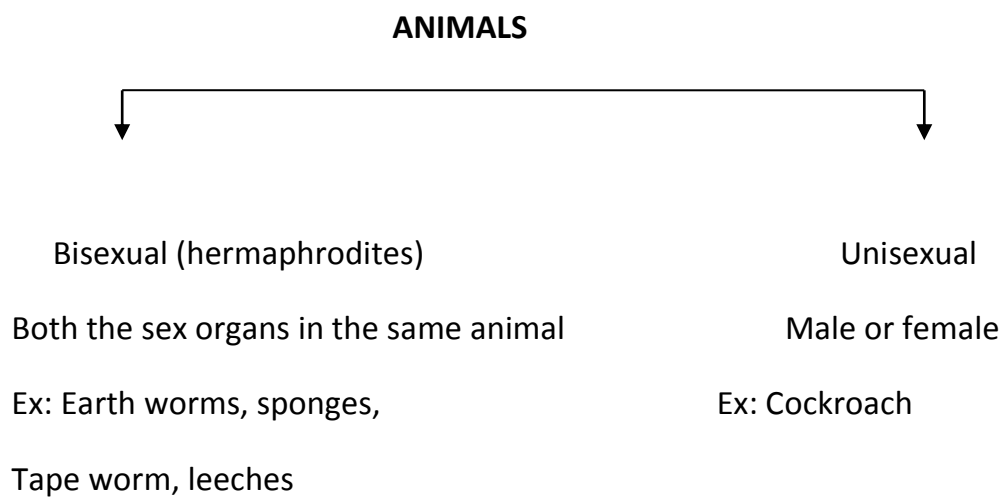 ANIMALS
Bisexual (hermaphrodites) Unisexual
Both the sex organs in the same animal Male or female
Ex: Earth worms, sponges, Ex: Cockroach
Tape worm, leeches